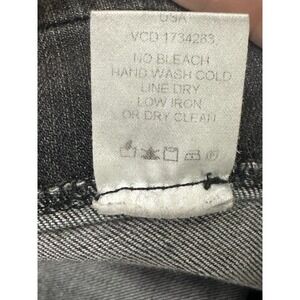 USA
VCD 1734283
NO BLEACH
HAND WASH COLD
LINE DRY
LOW IRON
OR DRY CLEAN